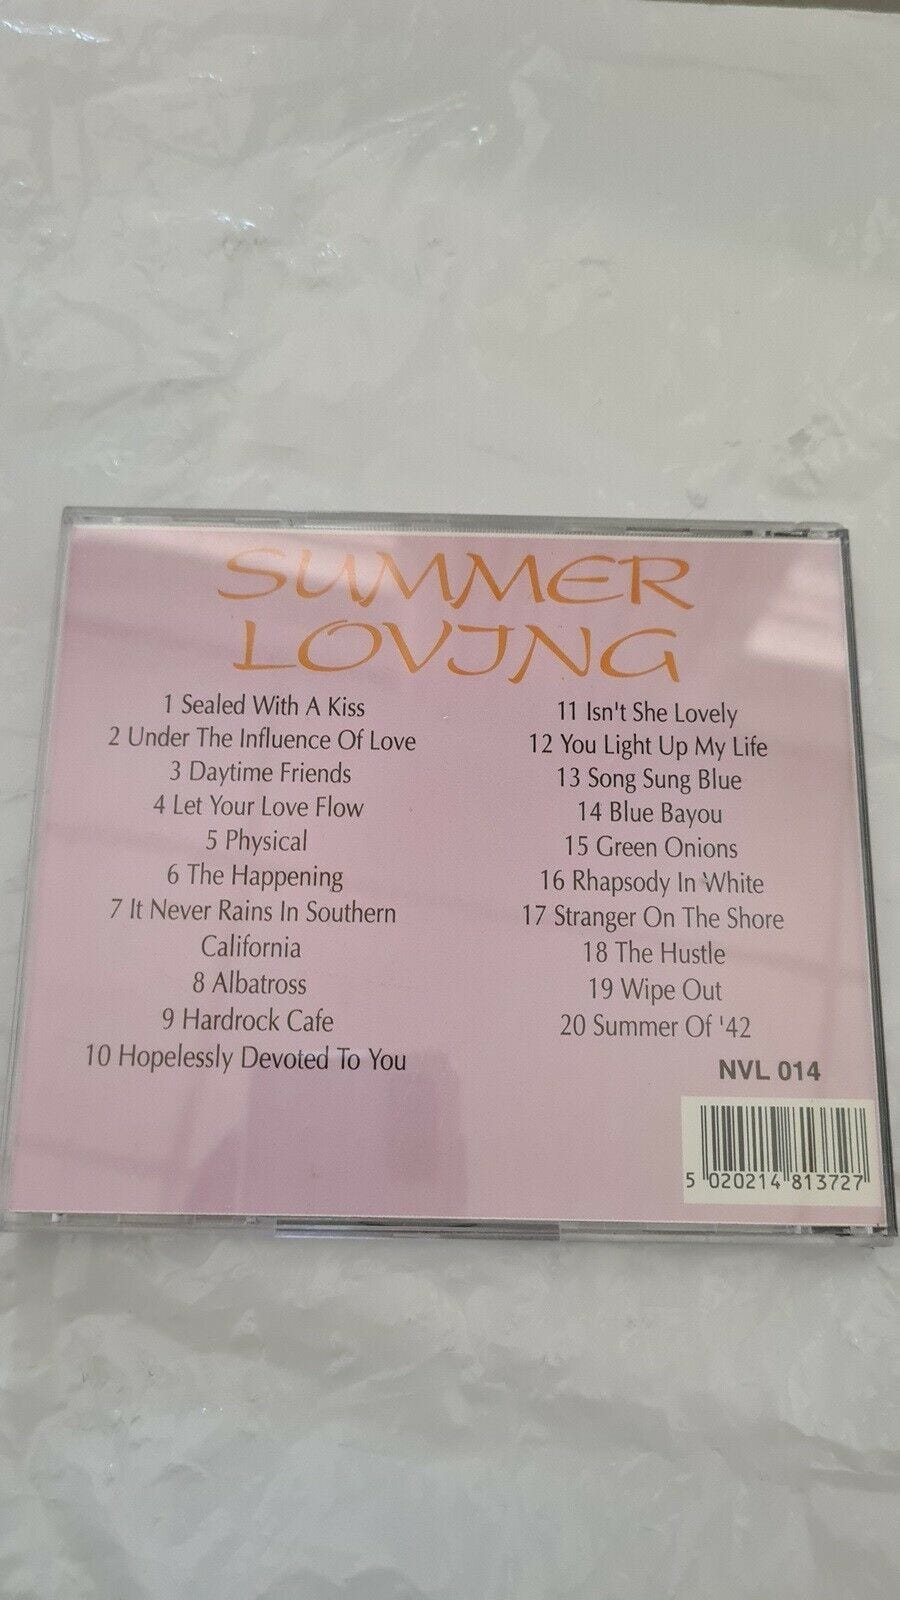 SUMMER
LOVING
1 Sealed With A Kiss
2 Under The Influence Of Love
3 Daytime Friends
4 Let Your Love Flow
5 Physical
6 The Happening
7 It Never Rains In Southern
California
8 Albatross
9 Hardrock Cafe
10 Hopelessly Devoted To You
11 Isn't She Lovely
12 You Light Up My Life
13 Song Sung Blue
14 Blue Bayou
15 Green Onions
16 Rhapsody In White
17 Stranger On The Shore
18 The Hustle
19 Wipe Out
20 Summer Of '42
NVL 014
5 020214 813727